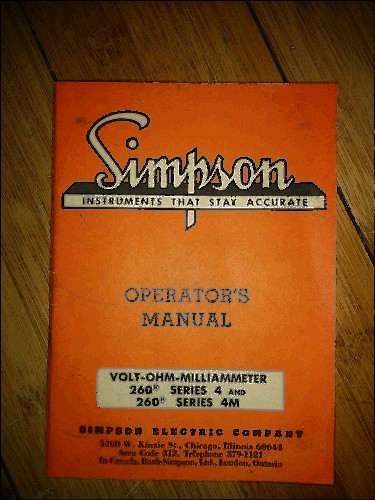 Simpson
INSTRUMENTS THAT STAY ACCURATE
OPERATOR'S
MANUAL
VOLT-OHM-MILLIAMMETER
260® SERIES 4 AND
260® SERIES 4M
SIMPSON ELECTRIC COMPANY
5200 W. Kinzie St., Chicago, Illinois 60644
Area Code 312, Telephone 379-1121
In Canada, Bach-Simpson, Ltd., London, Ontario